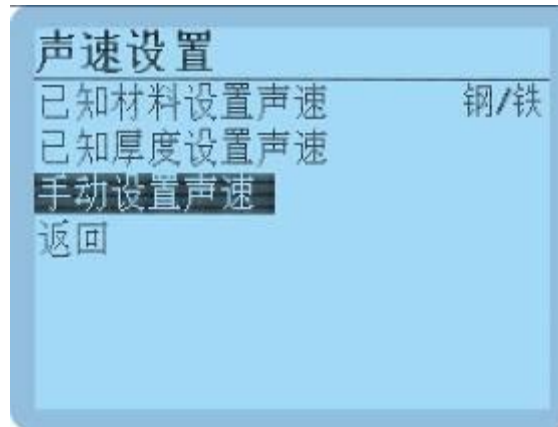 声速设置
已知材料设置声速 钢/铁
已知厚度设置声速
手动设置声速
返回